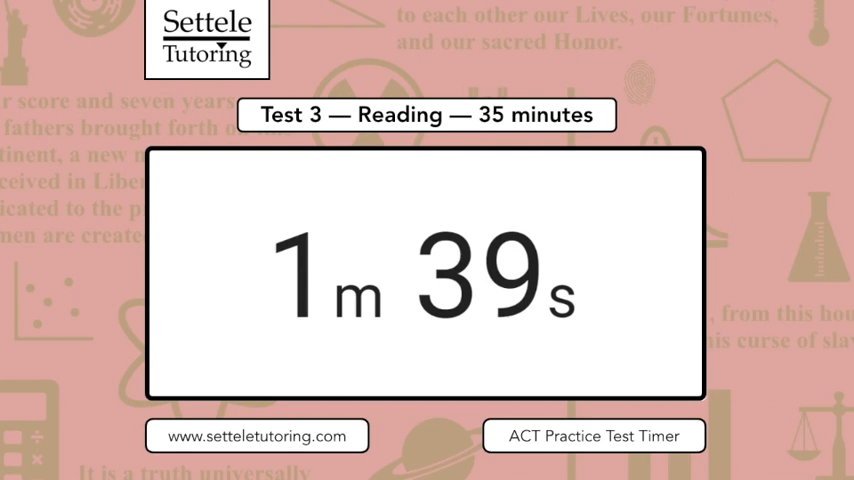 Settele
Tutoring
to each other our Lives, our Fortunes,
and our sacred Honor.
r score and seven years
fathers brought forth
tinent, a new
ceived in
icated to the
men are create
Test 3 — Reading — 35 minutes
1m 39s
, from this hou
his curse of sla
www.setteletutoring.com
ACT Practice Test Timer
It is a truth universally